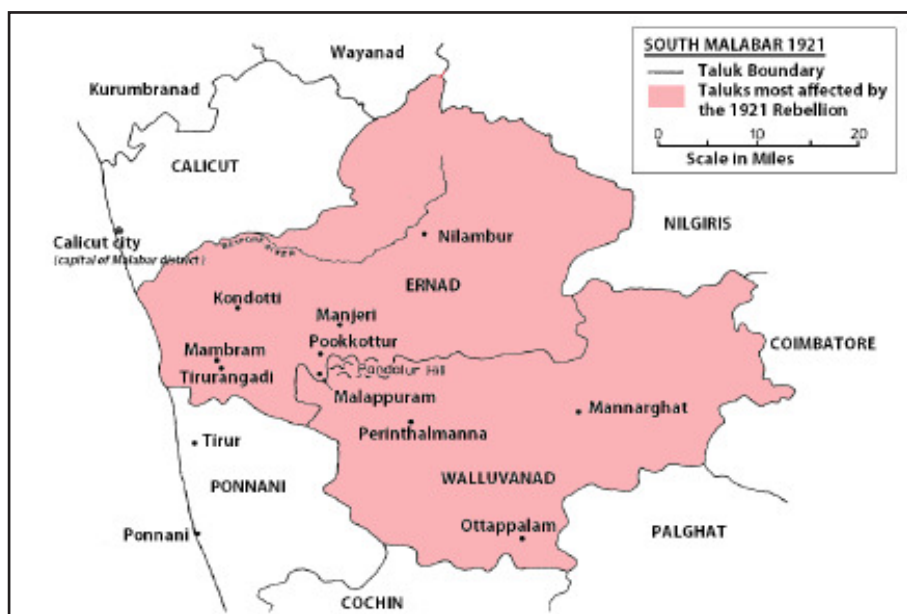 SOUTH MALABAR 1921
Taluk Boundary
Taluks most affected by
the 1921 Rebellion
0 10 20
Scale in Miles
Wayanad
Kurumbranad
CALICUT
NILGIRIS
Calicut city
(capital of Malabar district)
Nilambur
ERNAD
Kondotti
Manjeri
Pookkottur
COIMBATORE
Mambram
Tirurangadi
Pandalur Hill
Malappuram
Mannarghat
Perinthalmanna
Tirur
PONNANI
WALLUVANAD
Ottappalam
PALGHAT
Ponnani
COCHIN